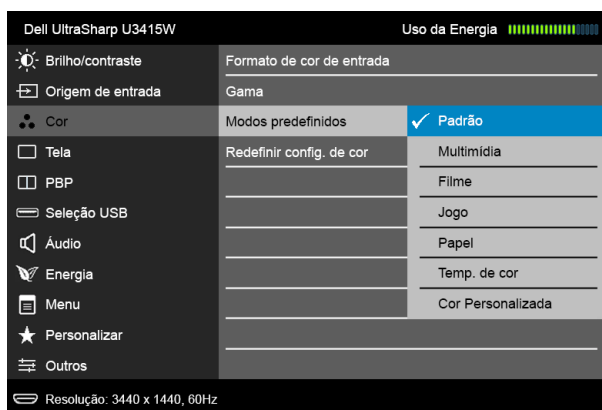 Dell UltraSharp U3415W Uso da Energia
Brilho/contraste Formato de cor de entrada
Origem de entrada Gama
Cor Modos predefinidos Padrão
Tela Redefinir config. de cor Multimídia
PBP Filme
Seleção USB Jogo
Áudio Papel
Energia Temp. de cor
Menu Cor Personalizada
Personalizar
Outros
Resolução: 3440 x 1440, 60Hz